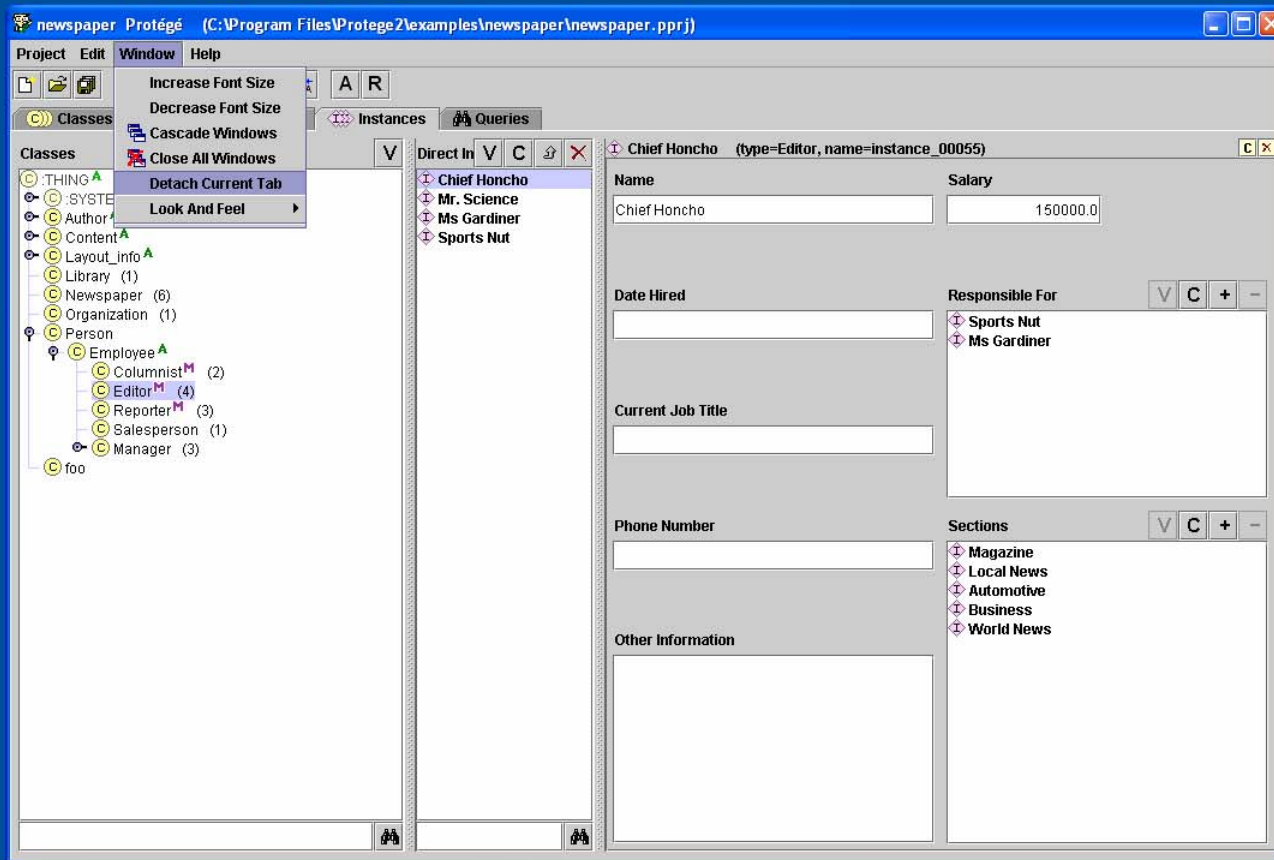 newspaper Protégé (C:\Program Files\Protege2\examples\newspaper\newspaper.pprj)
Project Edit Window Help
Increase Font Size
Decrease Font Size
Cascade Windows
Close All Windows
Detach Current Tab
Look And Feel
A R
Classes Instances Queries
Classes V
:THING A
:SYSTE
Author
Content A
Layout_info A
Library (1)
Newspaper (6)
Organization (1)
Person
Employee A
Columnist M (2)
Editor M (4)
Reporter M (3)
Salesperson (1)
Manager (3)
foo
Direct In V C
Chief Honcho
Mr. Science
Ms Gardiner
Sports Nut
Chief Honcho (type=Editor, name=instance_00055) C
Name
Chief Honcho
Salary
150000.0
Date Hired
Responsible For V C + -
Sports Nut
Ms Gardiner
Current Job Title
Phone Number
Sections V C + -
Magazine
Local News
Automotive
Business
World News
Other Information